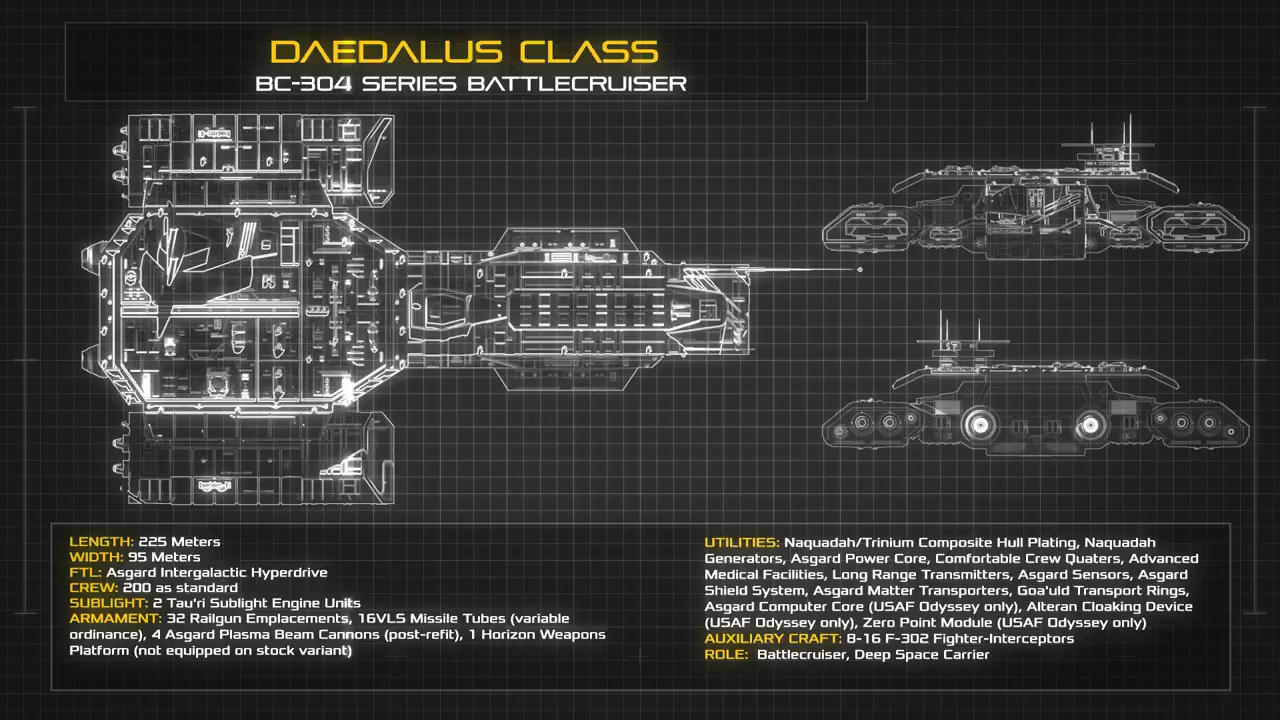 DAEDALUS CLASS
BC-304 SERIES BATTLECRUISER
LENGTH: 225 Meters
WIDTH: 95 Meters
FTL: Asgard Intergalactic Hyperdrive
CREW: 200 as standard
SUBLIGHT: 2 Tau'ri Sublight Engine Units
ARMAMENT: 32 Railgun Emplacements, 16VLS Missile Tubes (variable
ordinance), 4 Asgard Plasma Beam Cannons (post-refit), 1 Horizon Weapons
Platform (not equipped on stock variant)
UTILITIES: Naquadah/Trinium Composite Hull Plating, Naquadah
Generators, Asgard Power Core, Comfortable Crew Quaters, Advanced
Medical Facilities, Long Range Transmitters, Asgard Sensors, Asgard
Shield System, Asgard Matter Transporters, Goa'uld Transport Rings,
Asgard Computer Core (USAF Odyssey only), Alteran Cloaking Device
(USAF Odyssey only), Zero Point Module (USAF Odyssey only)
AUXILIARY CRAFT: 8-16 F-302 Fighter-Interceptors
ROLE: Battlecruiser, Deep Space Carrier